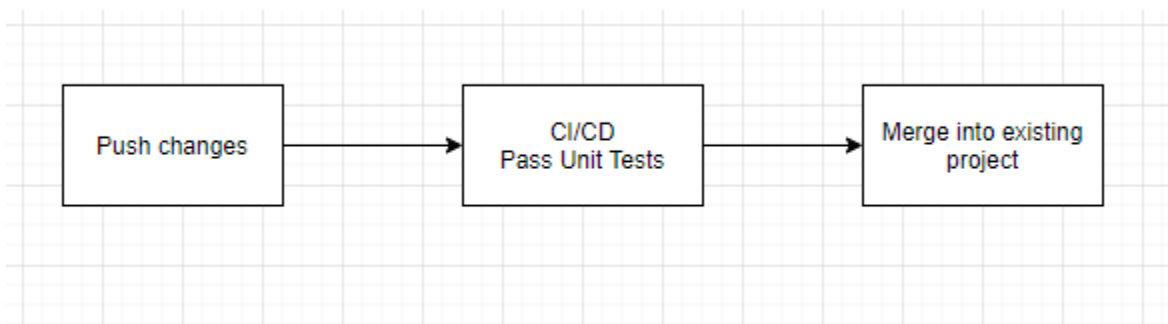 Push changes
CI/CD
Pass Unit Tests
Merge into existing
project